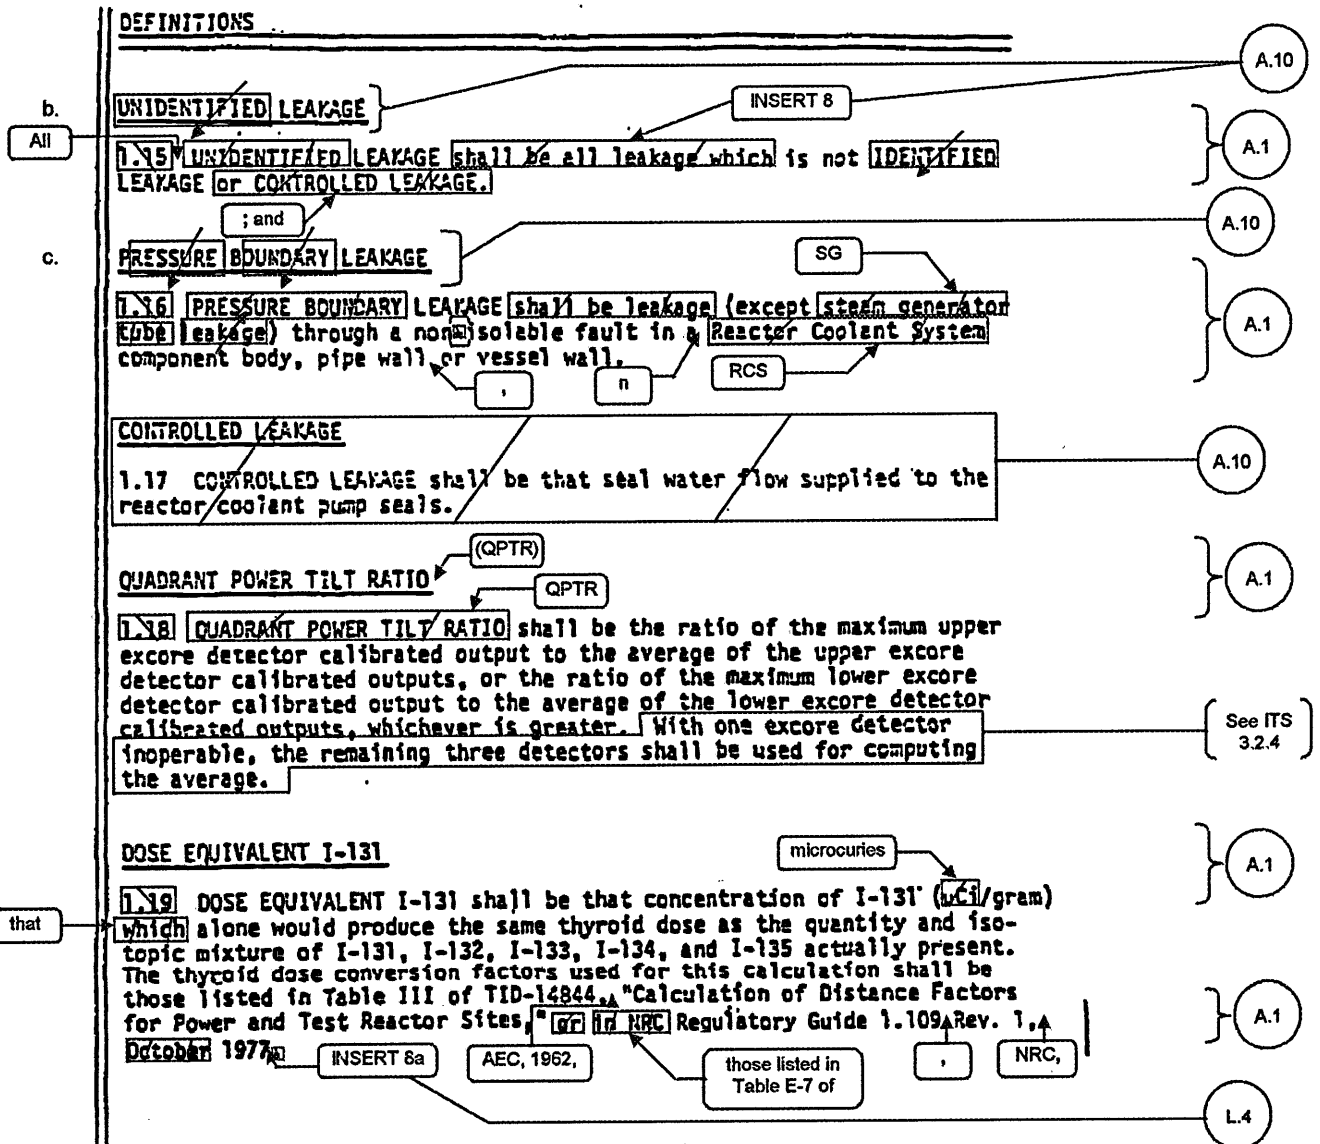 DEFINITIONS
A.10
b. UNIDENTIFIED LEAKAGE
INSERT 8
All
A.1
1.15 UNIDENTIFIED LEAKAGE shall be all leakage which is not IDENTIFIED
LEAKAGE or CONTROLLED LEAKAGE.
; and
A.10
c. PRESSURE BOUNDARY LEAKAGE
SG
1.16 PRESSURE BOUNDARY LEAKAGE shall be leakage (except steam generator
tube leakage) through a non-isolable fault in a Reactor Coolant System
A.1
component body, pipe wall or vessel wall.
,
n
RCS
CONTROLLED LEAKAGE
A.10
1.17 CONTROLLED LEAKAGE shall be that seal water flow supplied to the
reactor coolant pump seals.
(QPTR)
QUADRANT POWER TILT RATIO
A.1
QPTR
1.18 QUADRANT POWER TILT RATIO shall be the ratio of the maximum upper
excore detector calibrated output to the average of the upper excore
detector calibrated outputs, or the ratio of the maximum lower excore
detector calibrated output to the average of the lower excore detector
calibrated outputs, whichever is greater. With one excore detector
inoperable, the remaining three detectors shall be used for computing
the average.
See ITS
3.2.4
DOSE EQUIVALENT I-131
microcuries
A.1
1.19 DOSE EQUIVALENT I-131 shall be that concentration of I-131 (uCi/gram)
that
which alone would produce the same thyroid dose as the quantity and iso-
topic mixture of I-131, I-132, I-133, I-134, and I-135 actually present.
The thyroid dose conversion factors used for this calculation shall be
those listed in Table III of TID-14844, "Calculation of Distance Factors
for Power and Test Reactor Sites," or in NRC Regulatory Guide 1.109 Rev. 1,
A.1
October 1977.
INSERT 8a
AEC, 1962,
those listed in
Table E-7 of
,
NRC,
L.4